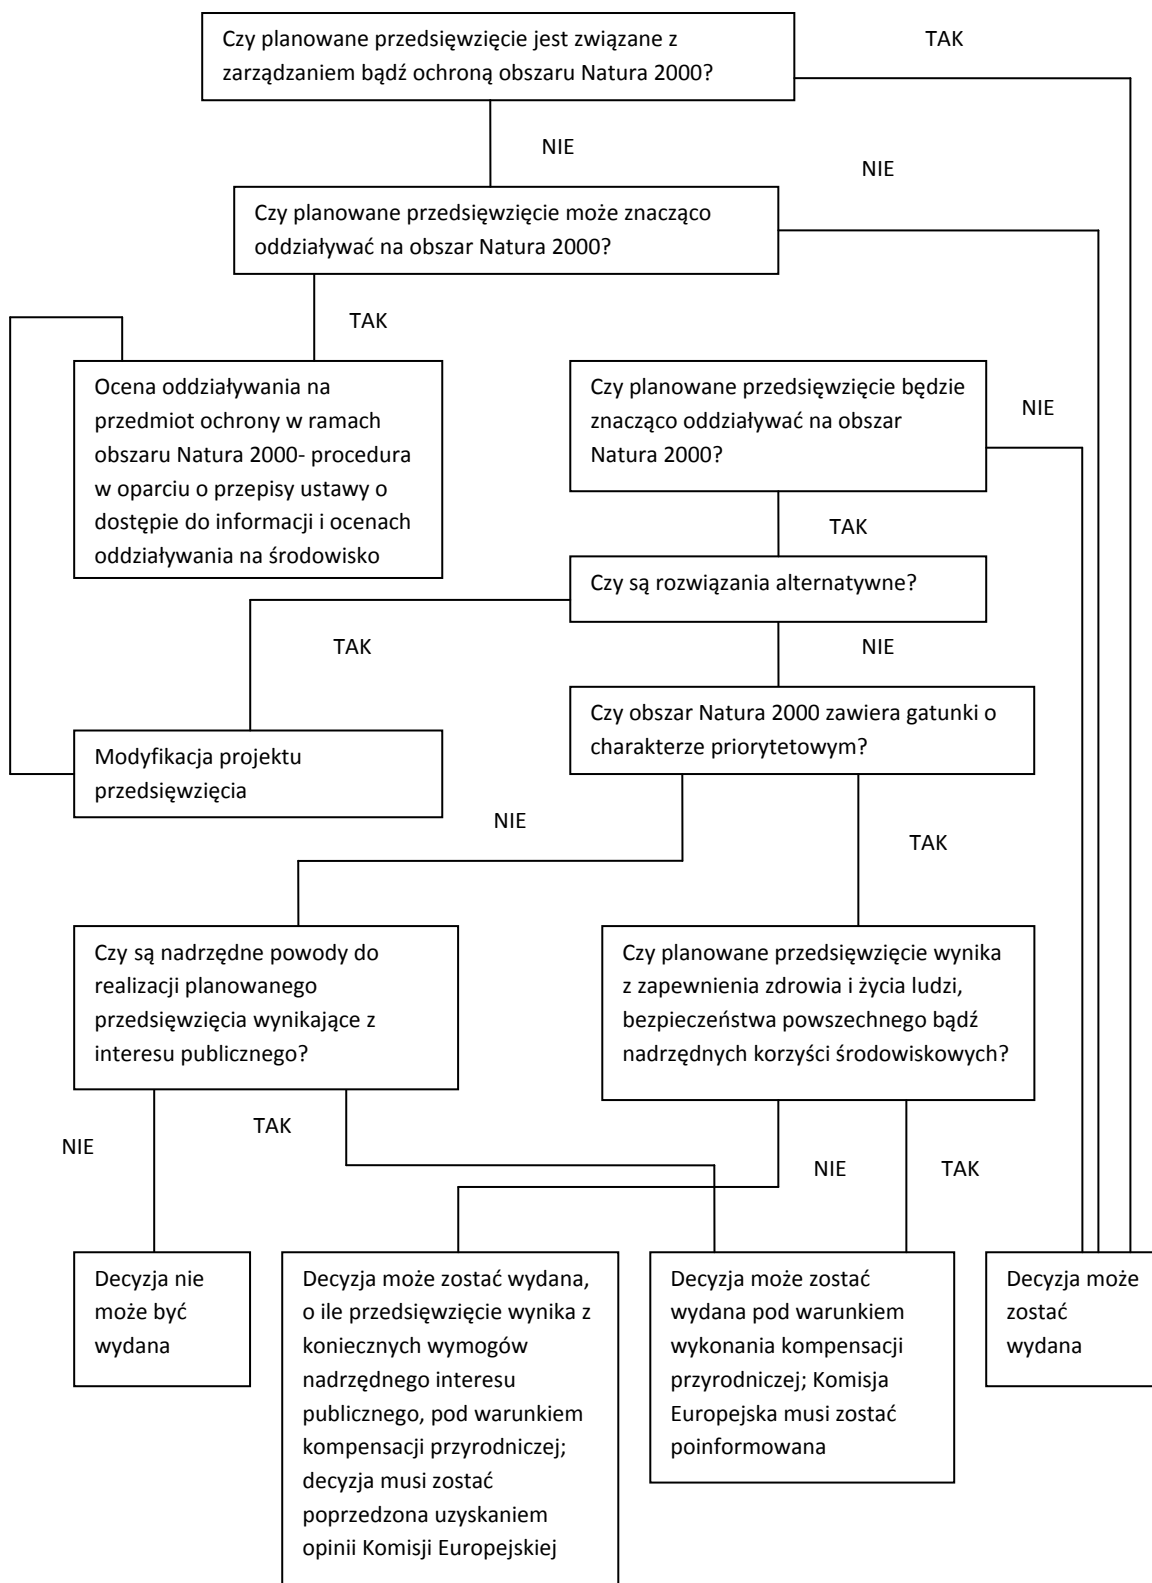 Czy planowane przedsięwzięcie jest związane z
zarządzaniem bądź ochroną obszaru Natura 2000?
TAK
NIE
NIE
Czy planowane przedsięwzięcie może znacząco
oddziaływać na obszar Natura 2000?
TAK
Ocena oddziaływania na
przedmiot ochrony w ramach
obszaru Natura 2000- procedura
w oparciu o przepisy ustawy o
dostępie do informacji i ocenach
oddziaływania na środowisko
Czy planowane przedsięwzięcie będzie
znacząco oddziaływać na obszar
Natura 2000?
NIE
TAK
Czy są rozwiązania alternatywne?
TAK
NIE
Czy obszar Natura 2000 zawiera gatunki o
charakterze priorytetowym?
Modyfikacja projektu
przedsięwzięcia
NIE
TAK
Czy są nadrzędne powody do
realizacji planowanego
przedsięwzięcia wynikające z
interesu publicznego?
Czy planowane przedsięwzięcie wynika
z zapewnienia zdrowia i życia ludzi,
bezpieczeństwa powszechnego bądź
nadrzędnych korzyści środowiskowych?
NIE
TAK
NIE
TAK
Decyzja nie
może być
wydana
Decyzja może zostać wydana,
o ile przedsięwzięcie wynika z
koniecznych wymogów
nadrzędnego interesu
publicznego, pod warunkiem
kompensacji przyrodniczej;
decyzja musi zostać
poprzedzona uzyskaniem
opinii Komisji Europejskiej
Decyzja może zostać
wydana pod warunkiem
wykonania kompensacji
przyrodniczej; Komisja
Europejska musi zostać
poinformowana
Decyzja może
zostać
wydana